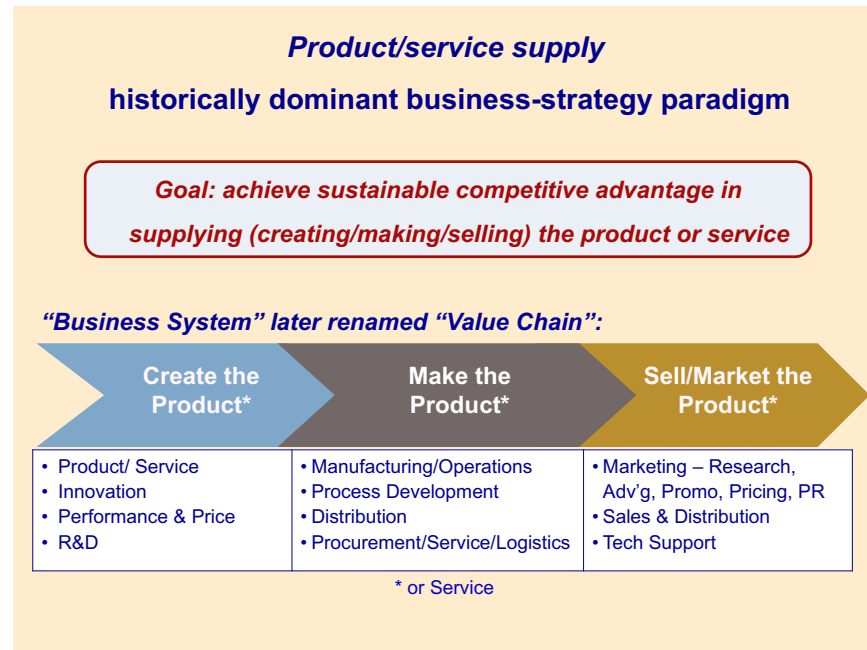 Product/service supply
historically dominant business-strategy paradigm
Goal: achieve sustainable competitive advantage in
supplying (creating/making/selling) the product or service
“Business System” later renamed “Value Chain”:
Create the
Product*
Make the
Product*
Sell/Market the
Product*
• Product/ Service
• Innovation
• Performance & Price
• R&D
• Manufacturing/Operations
• Process Development
• Distribution
• Procurement/Service/Logistics
• Marketing – Research,
Adv’g, Promo, Pricing, PR
• Sales & Distribution
• Tech Support
* or Service